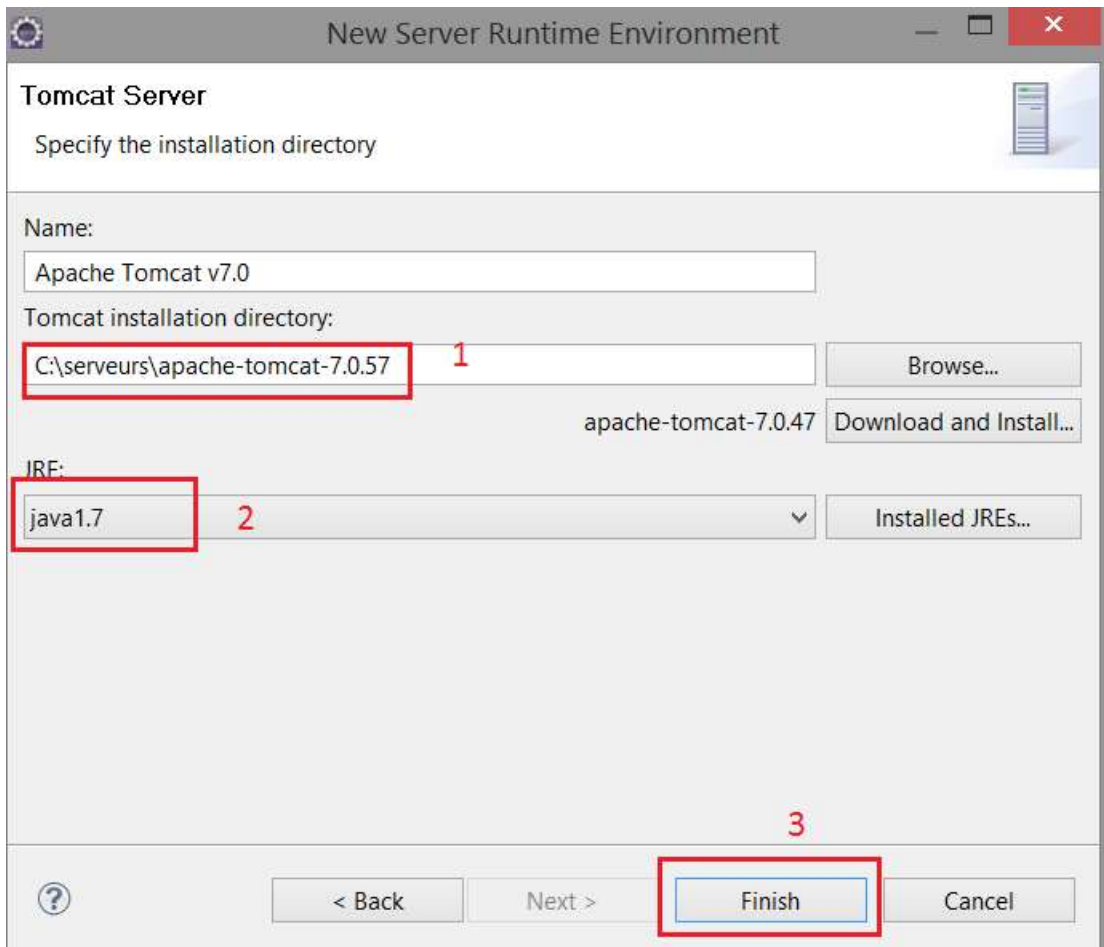 New Server Runtime Environment
Tomcat Server
Specify the installation directory
Name:
Apache Tomcat v7.0
Tomcat installation directory:
C:\serveurs\apache-tomcat-7.0.57 1 Browse...
apache-tomcat-7.0.47 Download and Install...
JRE:
java1.7 2 Installed JREs...
3
? < Back Next > Finish Cancel